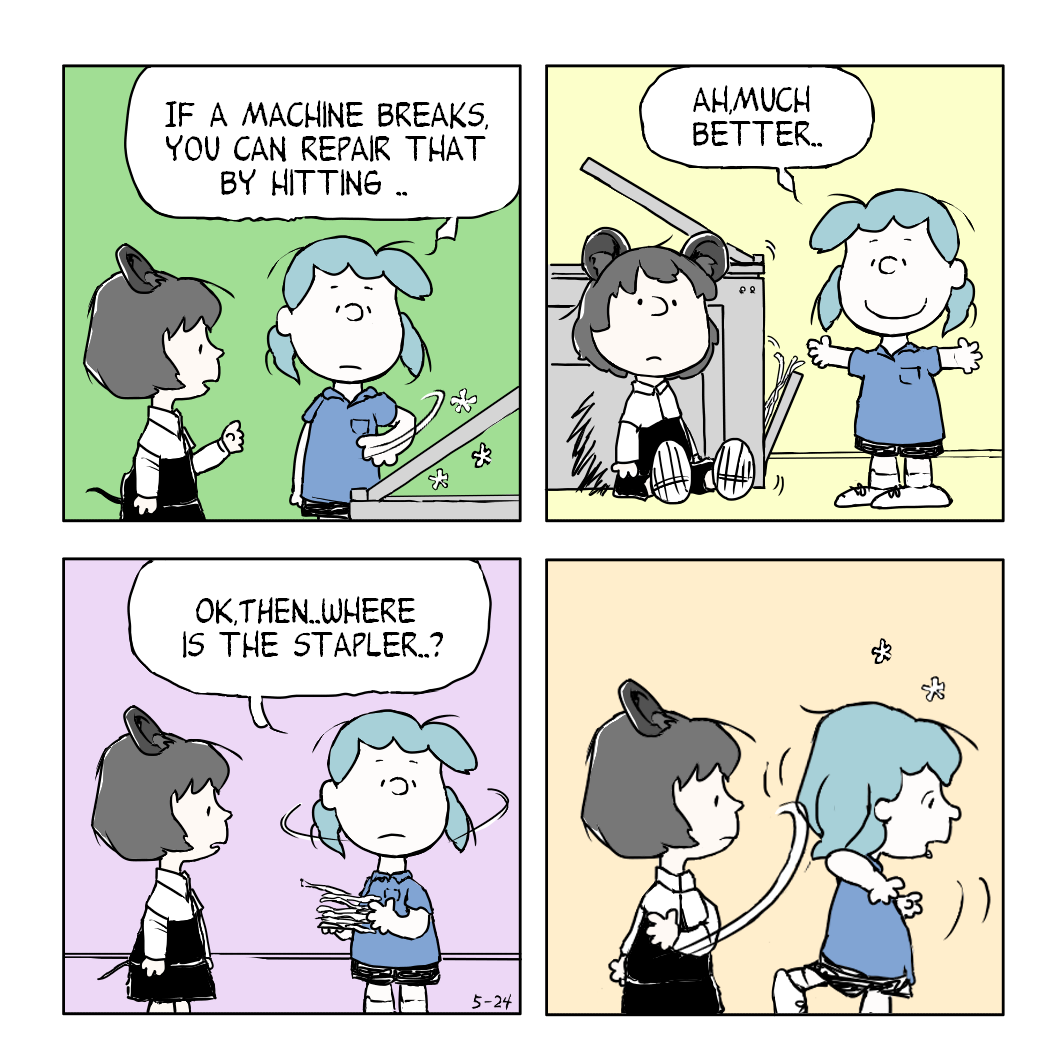 IF A MACHINE BREAKS,
YOU CAN REPAIR THAT
BY HITTING ..
AH,MUCH
BETTER..
OK,THEN..WHERE
IS THE STAPLER..?
5-24